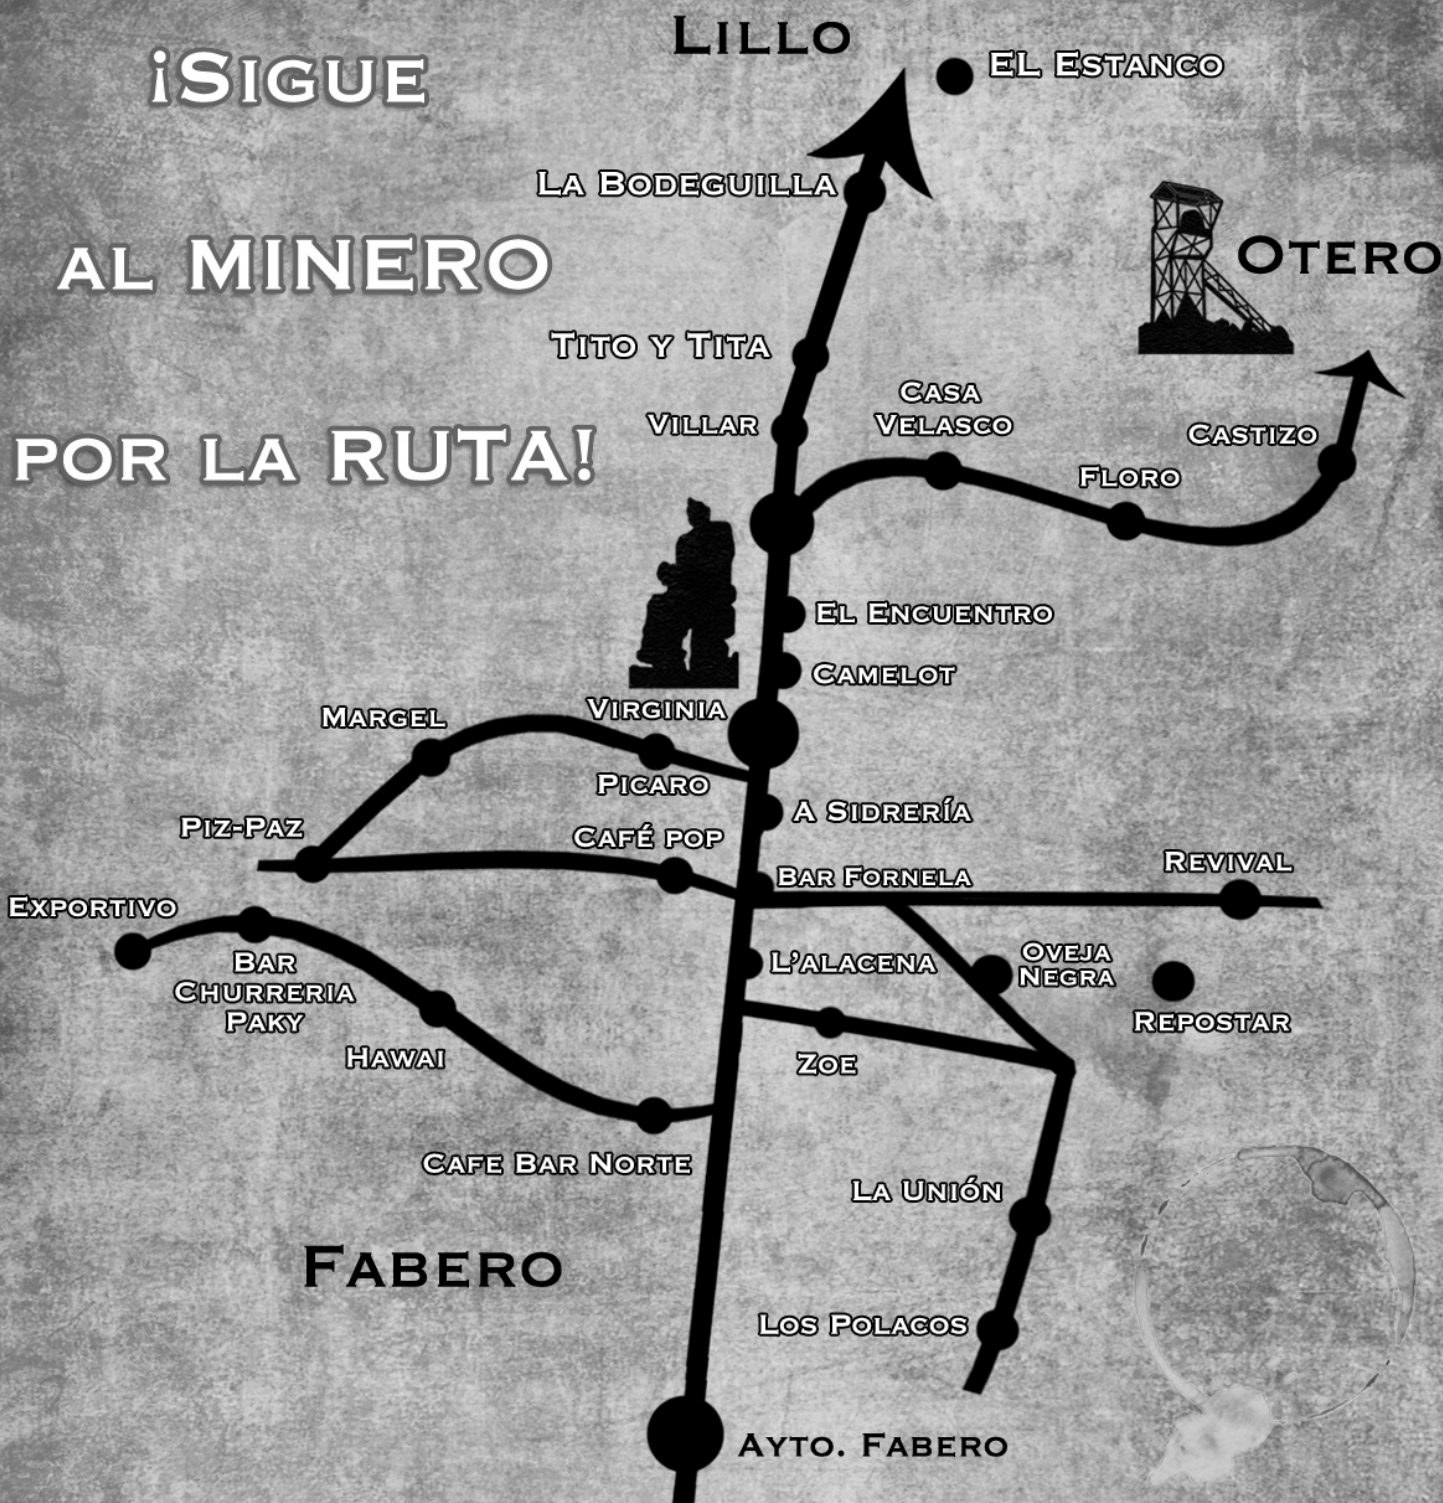 Lillo
¡Sigue
El Estanco
La Bodeguilla
al MINERO
Otero
Tito y Tita
Casa
Velasco
Villar
Castizo
por la RUTA!
Floro
El Encuentro
Camelot
Virginia
Margel
Picaro
A Sidrería
Piz-Paz
Café pop
Bar Fornela
Revival
Exportivo
Bar
Churreria
Paky
L'alacena
Oveja
Negra
Repostar
Hawai
Zoe
Cafe Bar Norte
La Unión
Fabero
Los Polacos
Ayto. Fabero